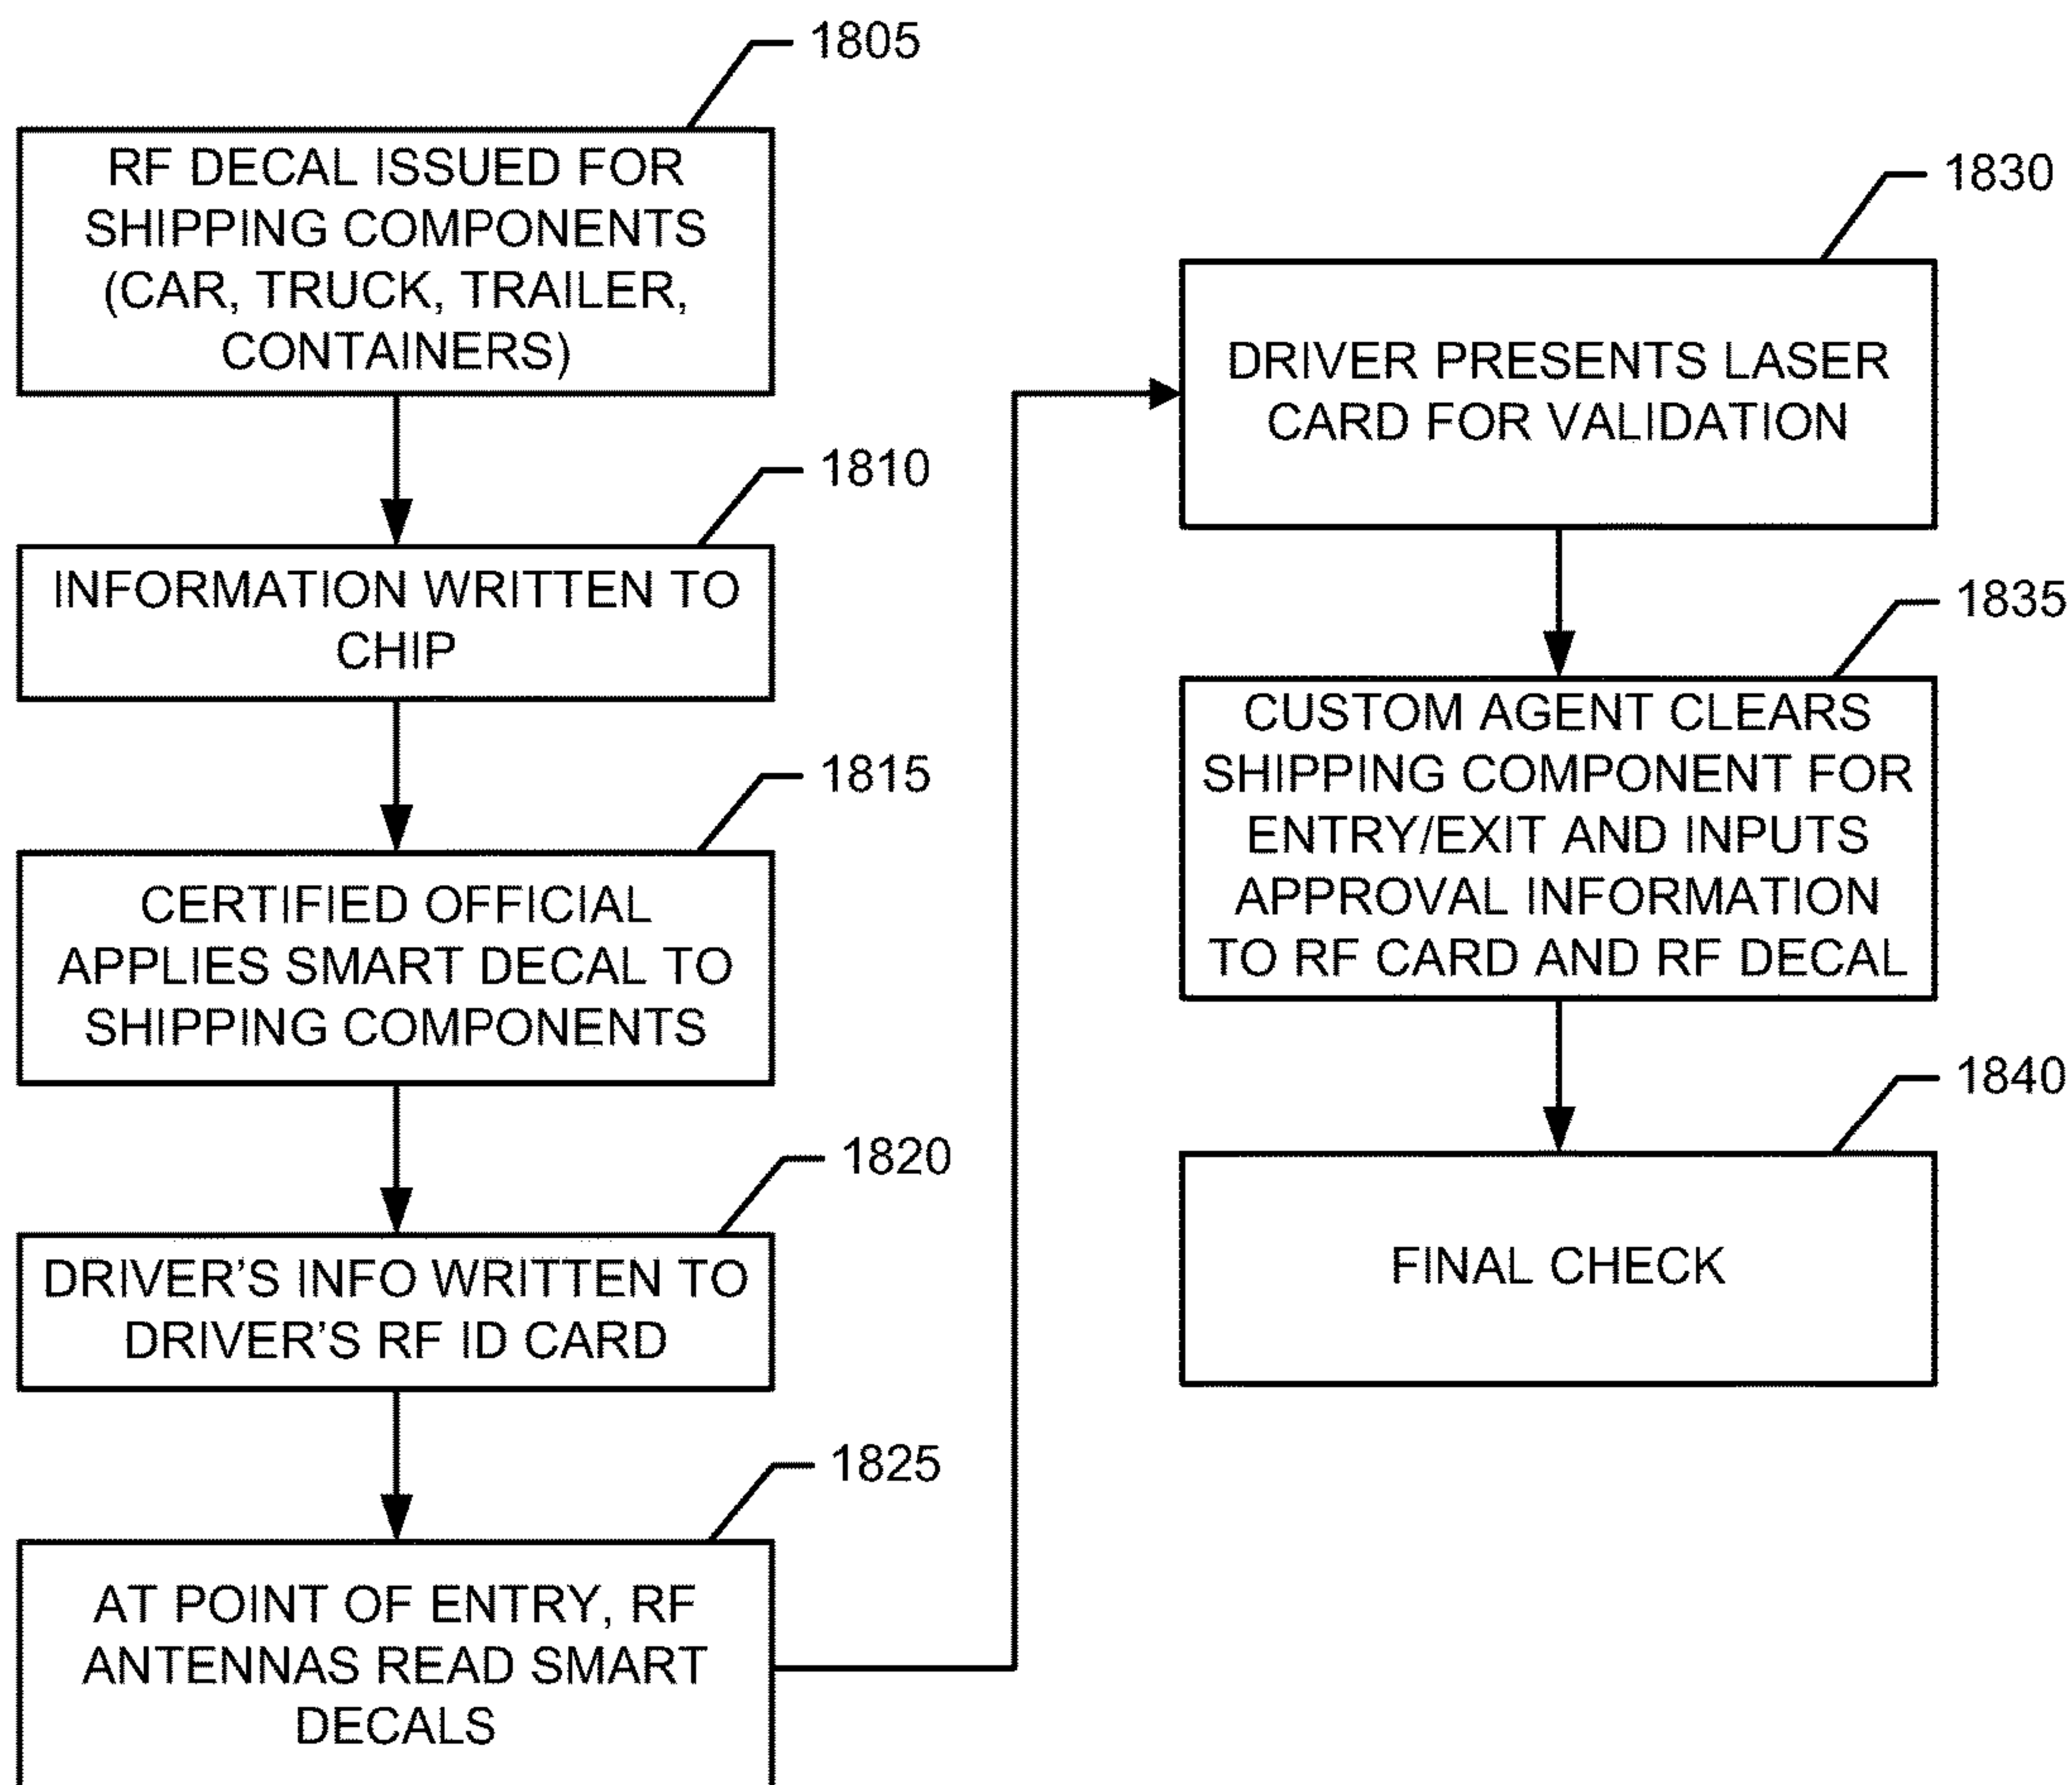 1805
RF DECAL ISSUED FOR
SHIPPING COMPONENTS
(CAR, TRUCK, TRAILER,
CONTAINERS)
1810
INFORMATION WRITTEN TO
CHIP
1815
CERTIFIED OFFICIAL
APPLIES SMART DECAL TO
SHIPPING COMPONENTS
1820
DRIVER'S INFO WRITTEN TO
DRIVER'S RF ID CARD
1825
AT POINT OF ENTRY, RF
ANTENNAS READ SMART
DECALS
1830
DRIVER PRESENTS LASER
CARD FOR VALIDATION
1835
CUSTOM AGENT CLEARS
SHIPPING COMPONENT FOR
ENTRY/EXIT AND INPUTS
APPROVAL INFORMATION
TO RF CARD AND RF DECAL
1840
FINAL CHECK